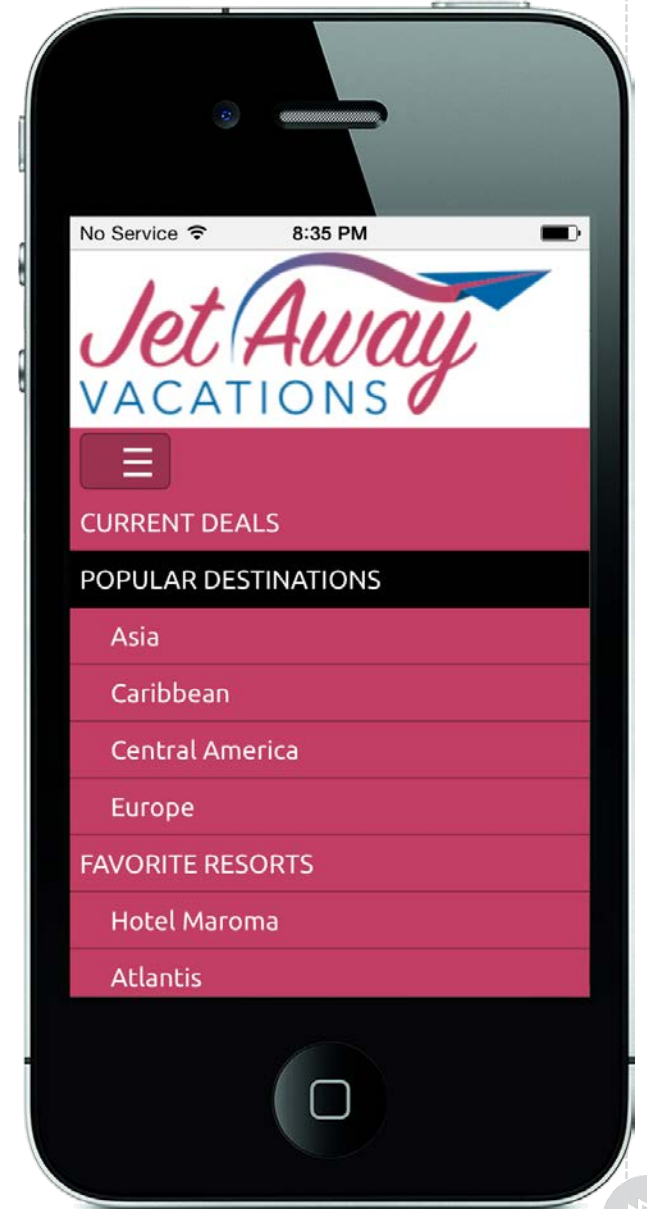 No Service 8:35 PM
Jet Away
VACATIONS
CURRENT DEALS
POPULAR DESTINATIONS
Asia
Caribbean
Central America
Europe
FAVORITE RESORTS
Hotel Maroma
Atlantis